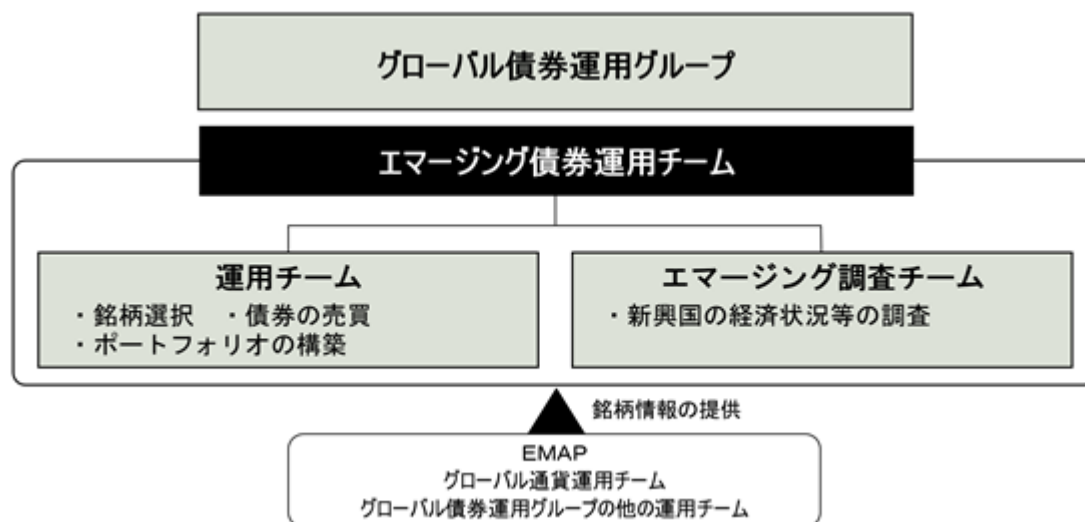 グローバル債券運用グループ
エマージング債券運用チーム
運用チーム
・銘柄選択　・債券の売買
・ポートフォリオの構築
エマージング調査チーム
・新興国の経済状況等の調査
銘柄情報の提供
EMAP
グローバル通貨運用チーム
グローバル債券運用グループの他の運用チーム